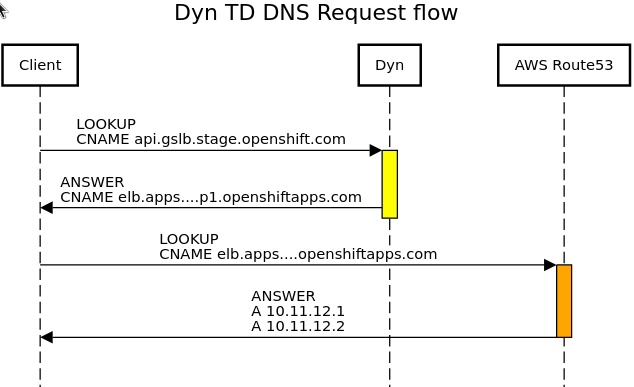 Dyn TD DNS Request flow
Client
Dyn
AWS Route53
LOOKUP
CNAME api.gslb.stage.openshift.com
ANSWER
CNAME elb.apps....p1.openshiftapps.com
LOOKUP
CNAME elb.apps....openshiftapps.com
ANSWER
A 10.11.12.1
A 10.11.12.2